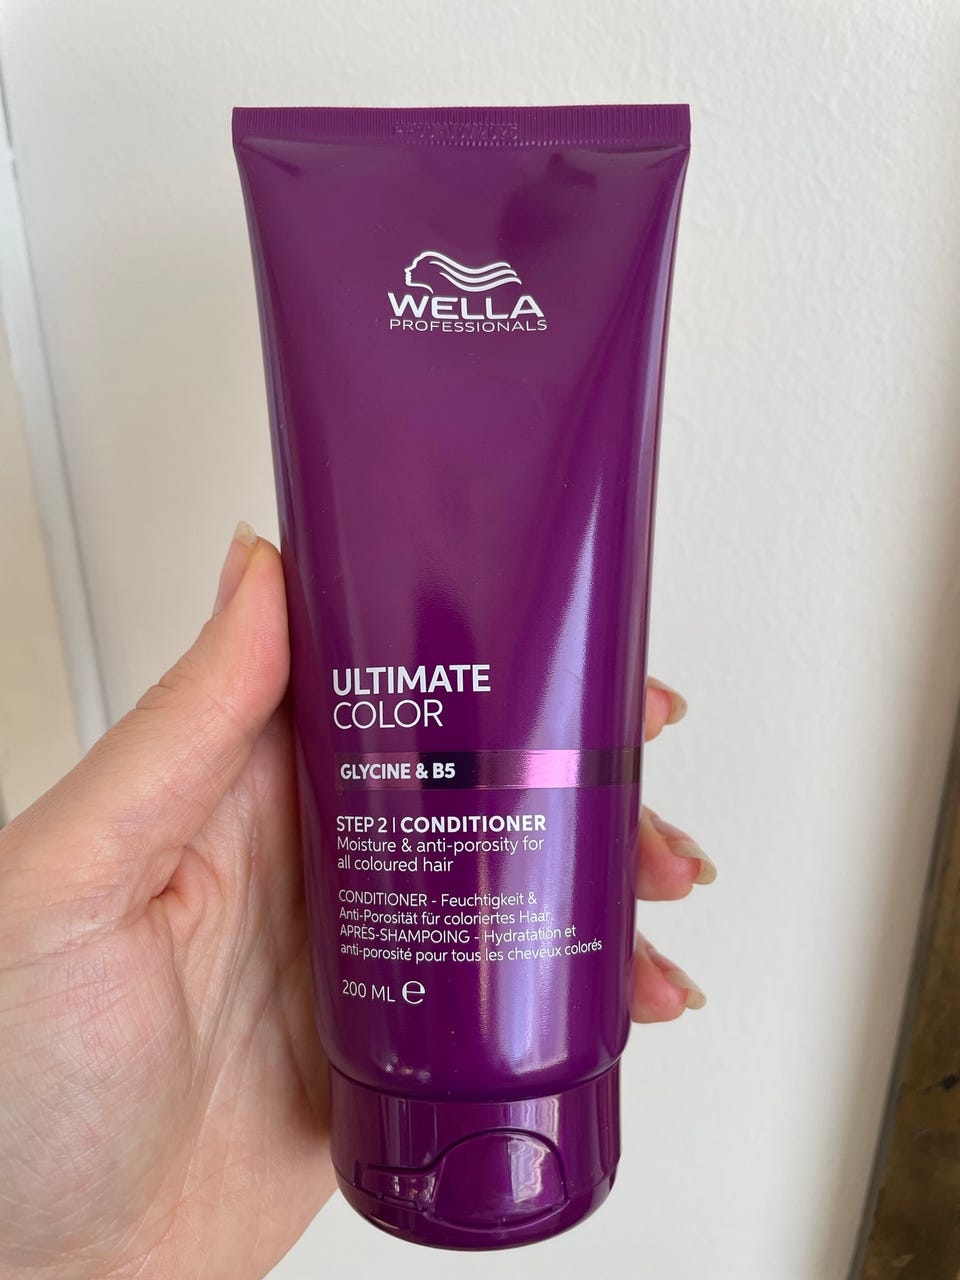 WELLA
PROFESSIONALS
ULTIMATE
COLOR
GLYCINE & B5
STEP 2 | CONDITIONER
Moisture & anti-porosity for
all coloured hair
CONDITIONER - Feuchtigkeit &
Anti-Porosität für coloriertes Haar
APRÈS-SHAMPOING - Hydratation et
anti-porosité pour tous les cheveux colorés
200 ML ℮